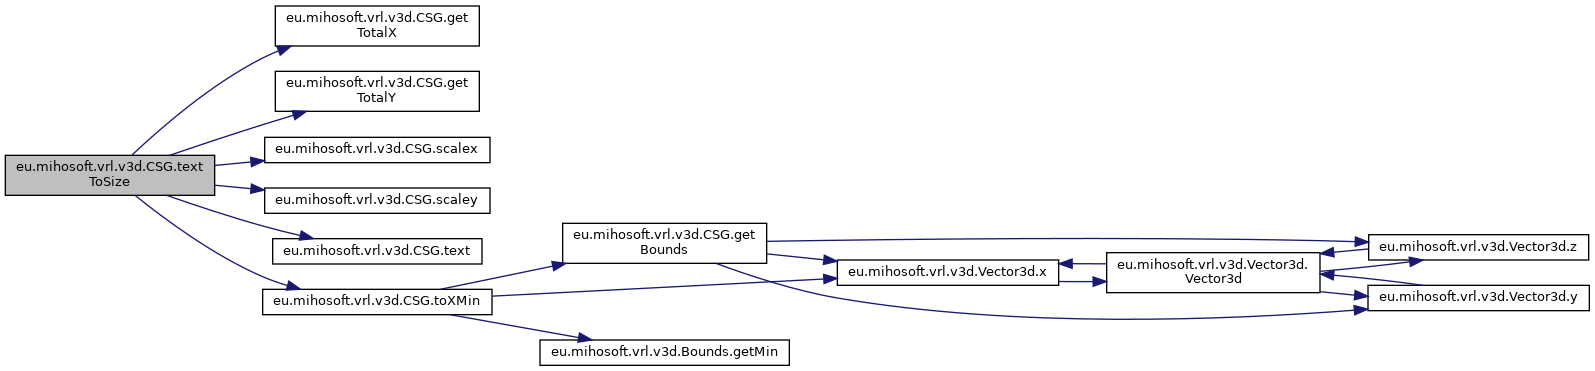 eu.mihosoft.vrl.v3d.CSG.get
TotalX
eu.mihosoft.vrl.v3d.CSG.get
TotalY
eu.mihosoft.vrl.v3d.CSG.scalex
eu.mihosoft.vrl.v3d.CSG.text
ToSize
eu.mihosoft.vrl.v3d.CSG.scaley
eu.mihosoft.vrl.v3d.CSG.text
eu.mihosoft.vrl.v3d.CSG.toXMin
eu.mihosoft.vrl.v3d.CSG.get
Bounds
eu.mihosoft.vrl.v3d.Bounds.getMin
eu.mihosoft.vrl.v3d.Vector3d.x
eu.mihosoft.vrl.v3d.Vector3d.
Vector3d
eu.mihosoft.vrl.v3d.Vector3d.z
eu.mihosoft.vrl.v3d.Vector3d.y